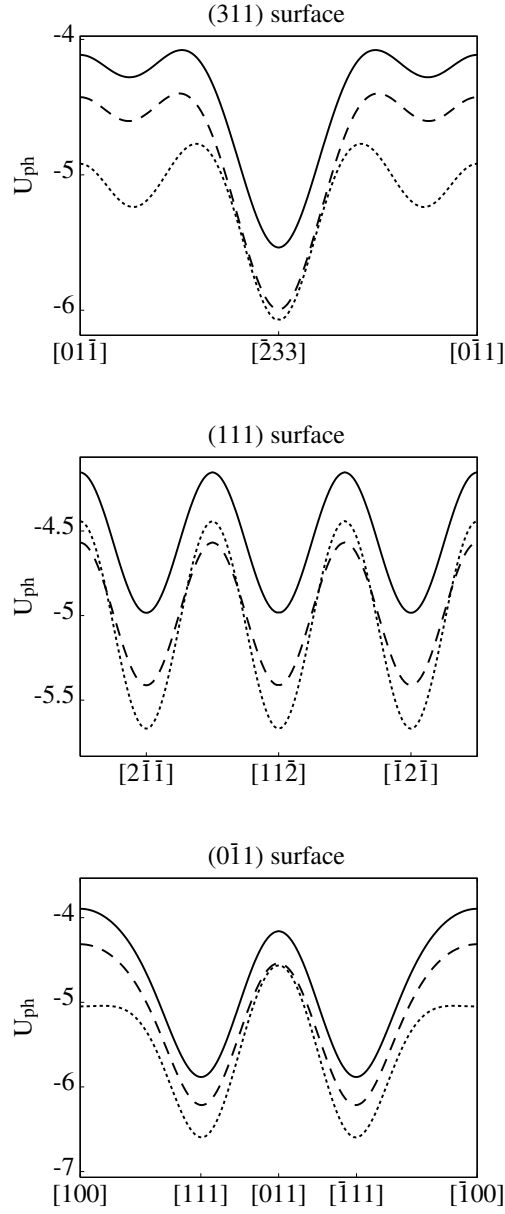 (311) surface
-4
-5
-6
U_ph
[011̄] [2̄33] [01̄1]
(111) surface
-4.5
-5
-5.5
U_ph
[21̄1̄] [112̄] [1̄21̄]
(01̄1) surface
-4
-5
-6
-7
U_ph
[100] [111] [011] [1̄11] [1̄00]